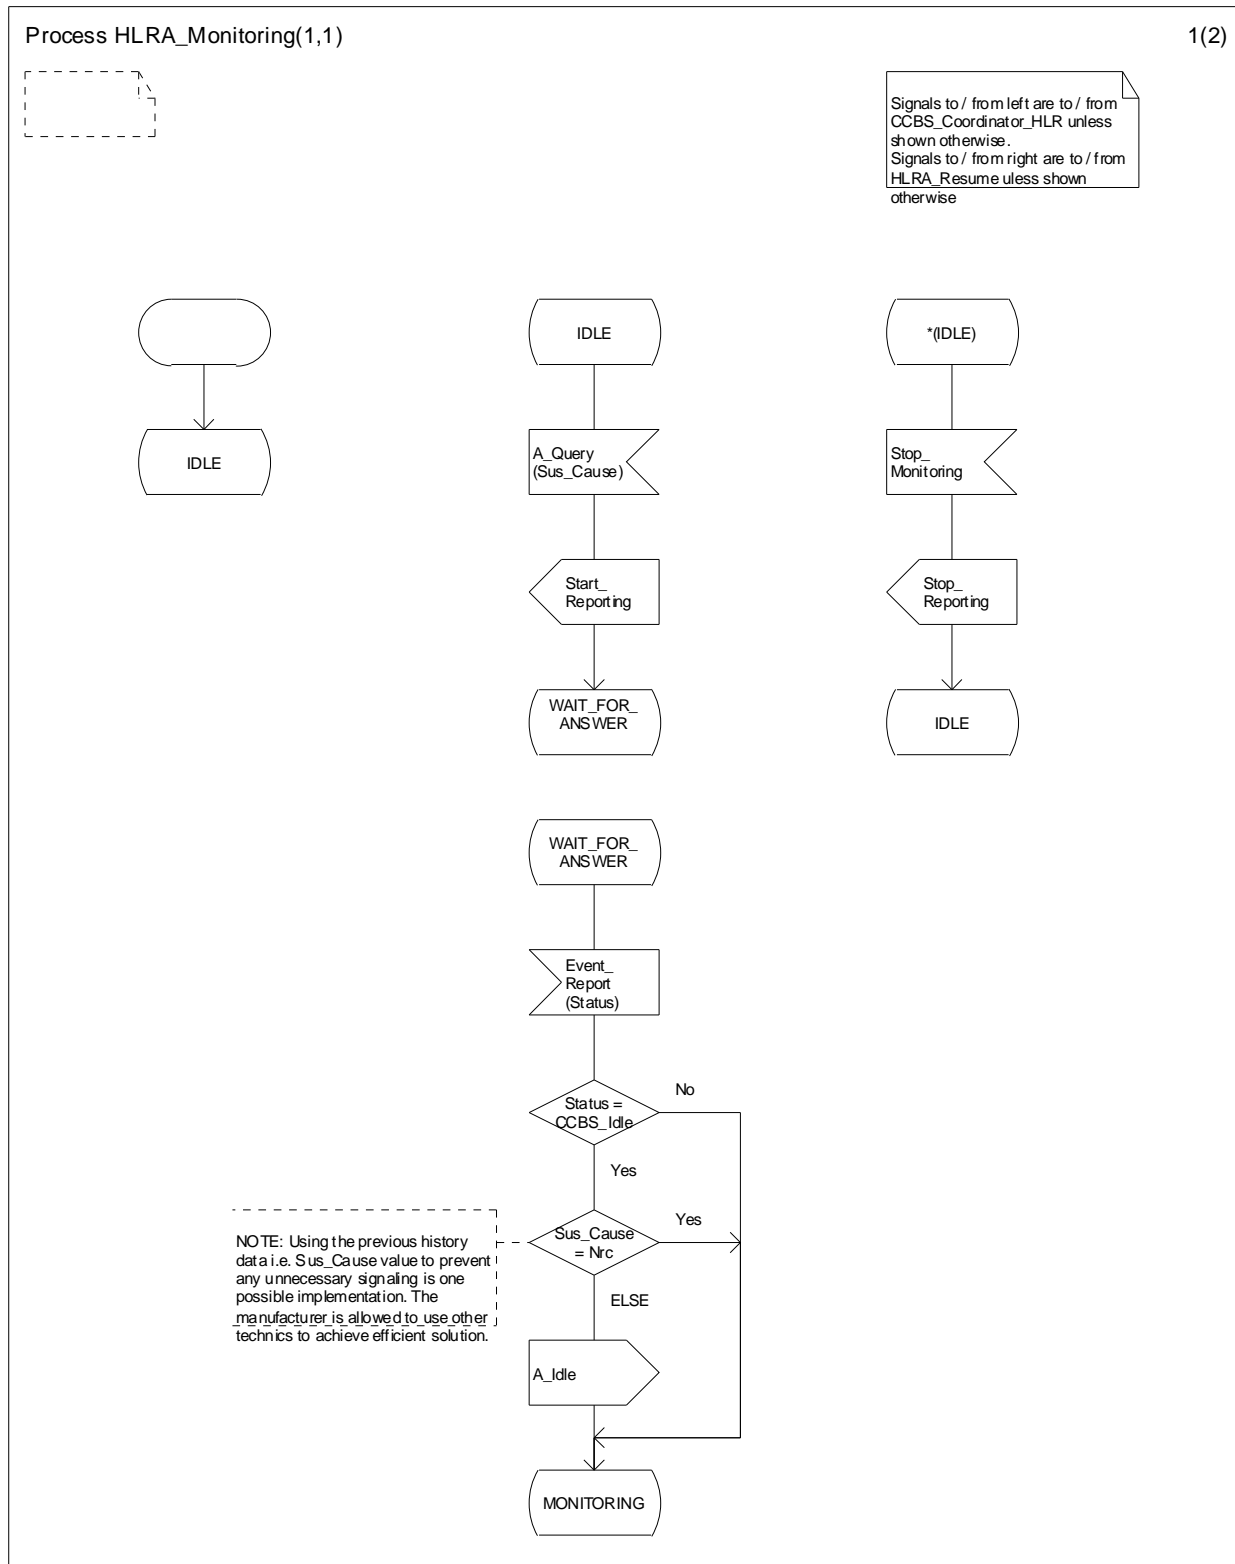 Process HLRA_Monitoring(1,1)
1(2)
Signals to / from left are to / from
CCBS_Coordinator_HLR unless
shown otherwise.
Signals to / from right are to / from
HLRA_Resume uless shown
otherwise
IDLE
*(IDLE)
IDLE
A_Query
(Sus_Cause)
Stop_
Monitoring
Start_
Reporting
Stop_
Reporting
WAIT_FOR_
ANSWER
IDLE
WAIT_FOR_
ANSWER
Event_
Report
(Status)
Status =
CCBS_Idle
No
Yes
Sus_Cause
= Nrc
Yes
NOTE: Using the previous history
data i.e. Sus_Cause value to prevent
any unnecessary signaling is one
possible implementation. The
manufacturer is allowed to use other
technics to achieve efficient solution.
ELSE
A_Idle
MONITORING